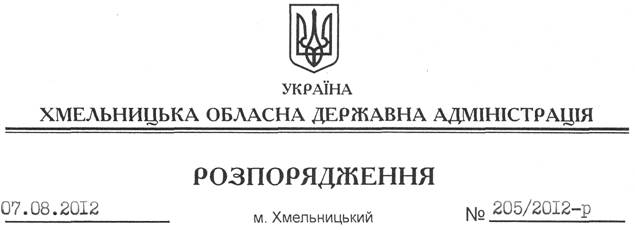 УКРАЇНА
ХМЕЛЬНИЦЬКА ОБЛАСНА ДЕРЖАВНА АДМІНІСТРАЦІЯ
РОЗПОРЯДЖЕННЯ
07.08.2012 м. Хмельницький № 205/2012-р